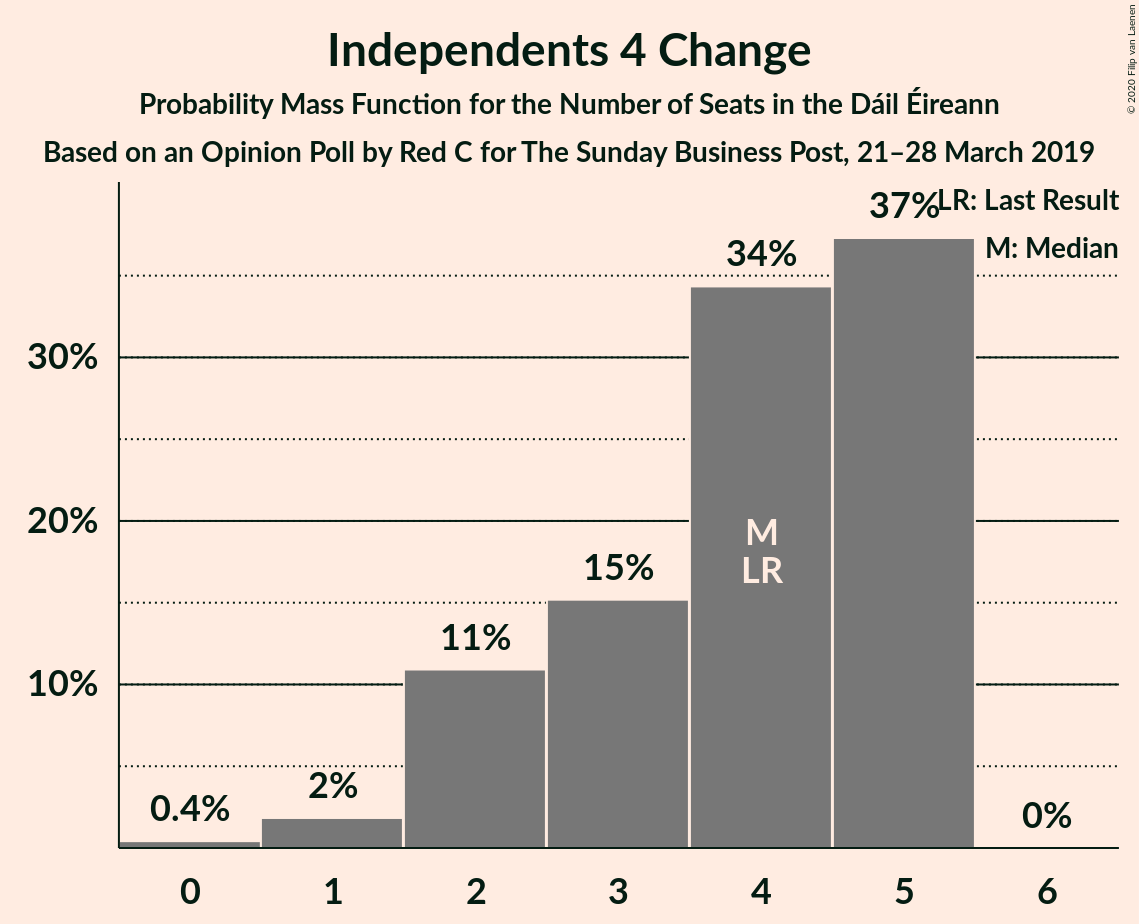 Independents 4 Change
Probability Mass Function for the Number of Seats in the Dáil Éireann
Based on an Opinion Poll by Red C for The Sunday Business Post, 21–28 March 2019
© 2020 Filip van Laenen
LR: Last Result
M: Median
37%
34%
30%
20%
M
LR
15%
11%
10%
2%
0.4%
0%
0 1 2 3 4 5 6